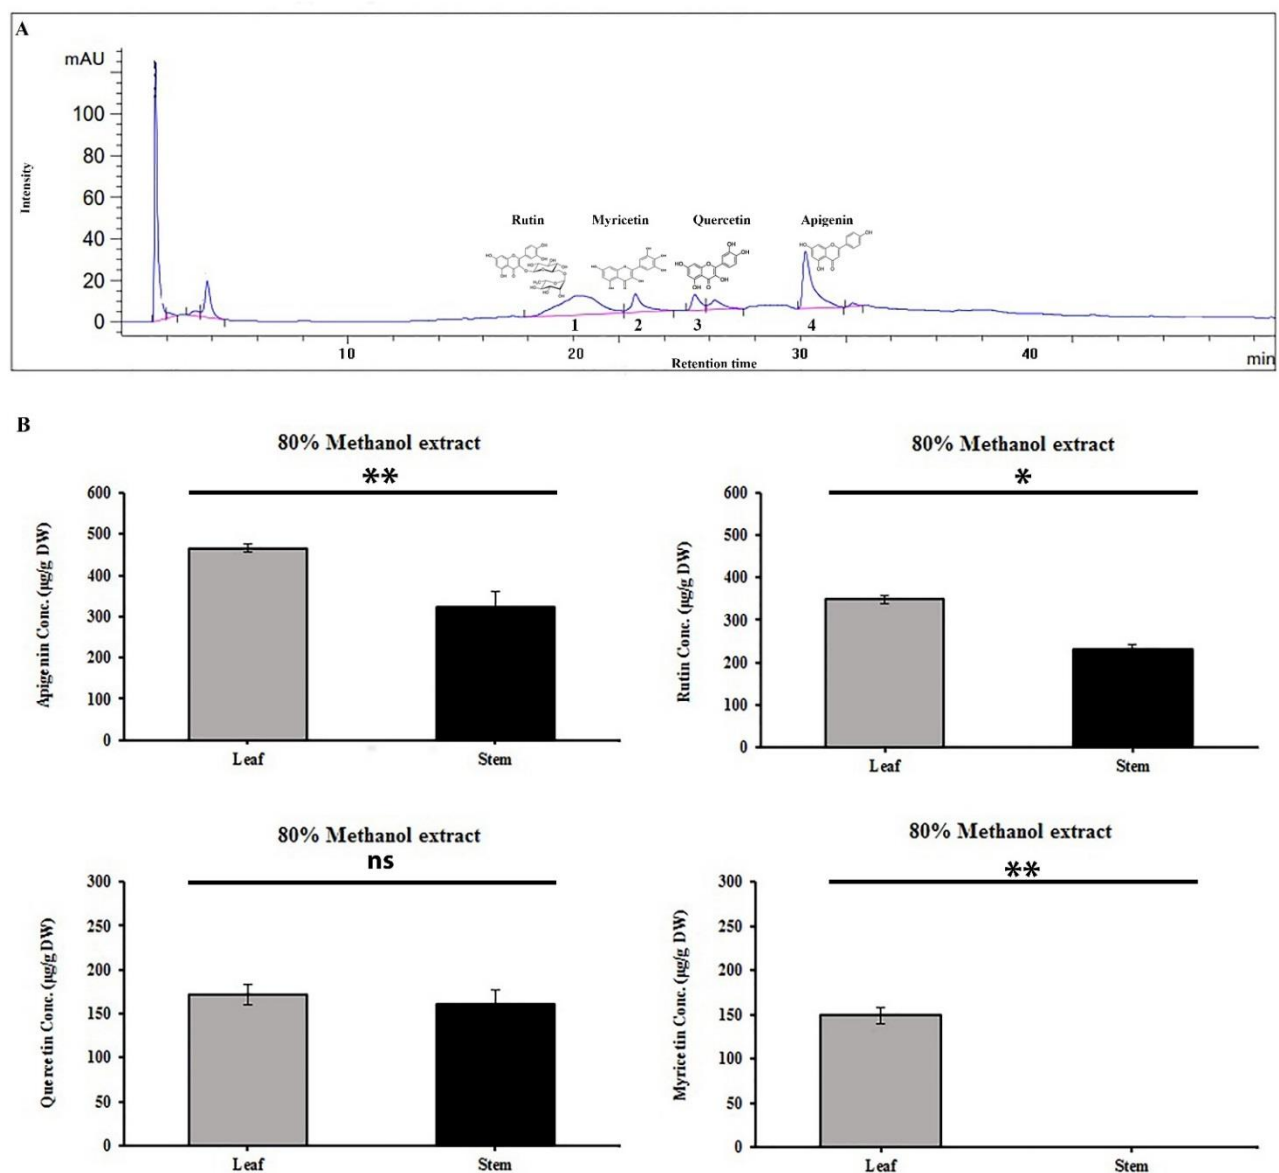 A
mAU
100
80
60
40
20
0
Intensity
Rutin Myricetin Quercetin Apigenin
1 2 3 4
10 20 30 40 min
Retention time
B
80% Methanol extract
**
600
500
400
300
200
100
0
Apigenin Conc. (µg/g DW)
Leaf Stem
80% Methanol extract
*
600
500
400
300
200
100
0
Rutin Conc. (µg/g DW)
Leaf Stem
80% Methanol extract
ns
300
250
200
150
100
50
0
Quercetin Conc. (µg/g DW)
Leaf Stem
80% Methanol extract
**
300
250
200
150
100
50
0
Myricetin Conc. (µg/g DW)
Leaf Stem